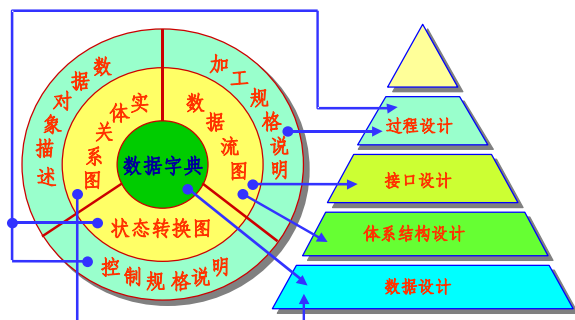 数据对象描述
加工规格说明
控制规格说明
实体关系图
数据流图
状态转换图
数据字典
过程设计
接口设计
体系结构设计
数据设计